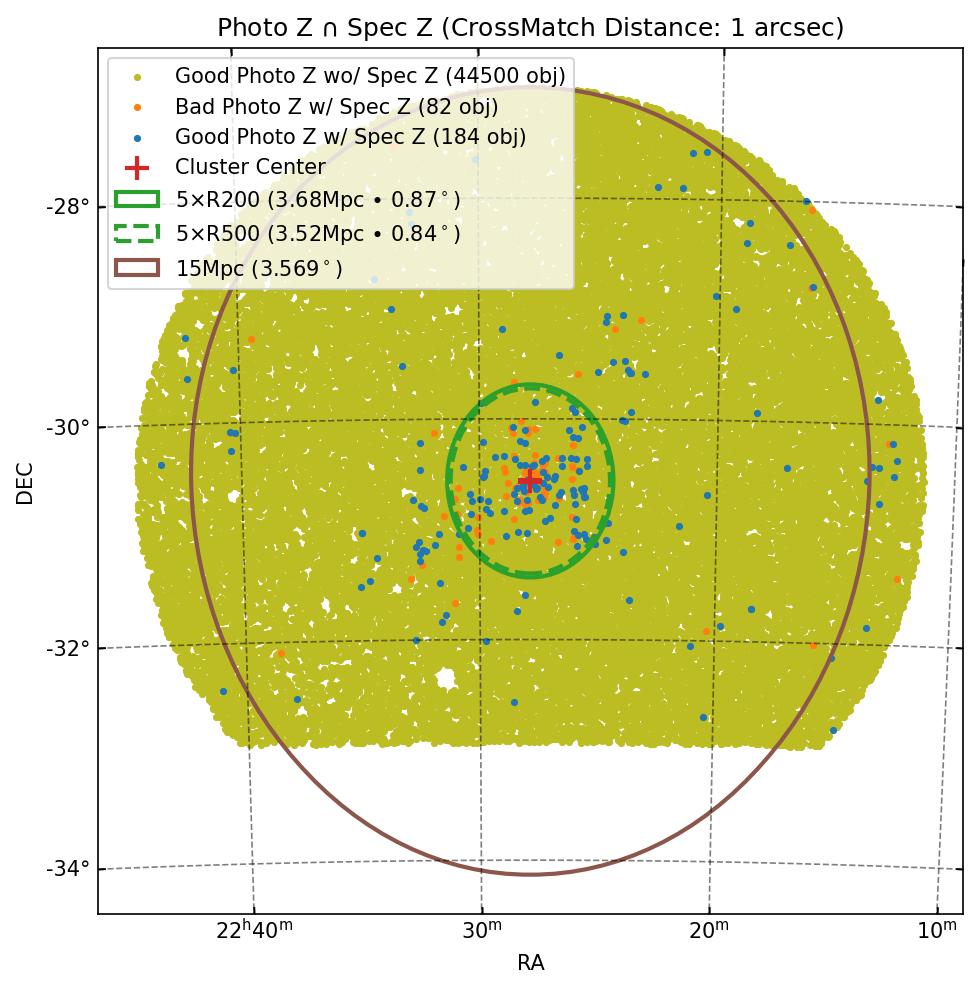 Photo Z ∩ Spec Z (CrossMatch Distance: 1 arcsec)
Good Photo Z wo/ Spec Z (44500 obj)
Bad Photo Z w/ Spec Z (82 obj)
Good Photo Z w/ Spec Z (184 obj)
Cluster Center
5×R200 (3.68Mpc • 0.87°)
5×R500 (3.52Mpc • 0.84°)
15Mpc (3.569°)
-28°
-30°
-32°
-34°
DEC
22ʰ40ᵐ
30ᵐ
20ᵐ
10ᵐ
RA